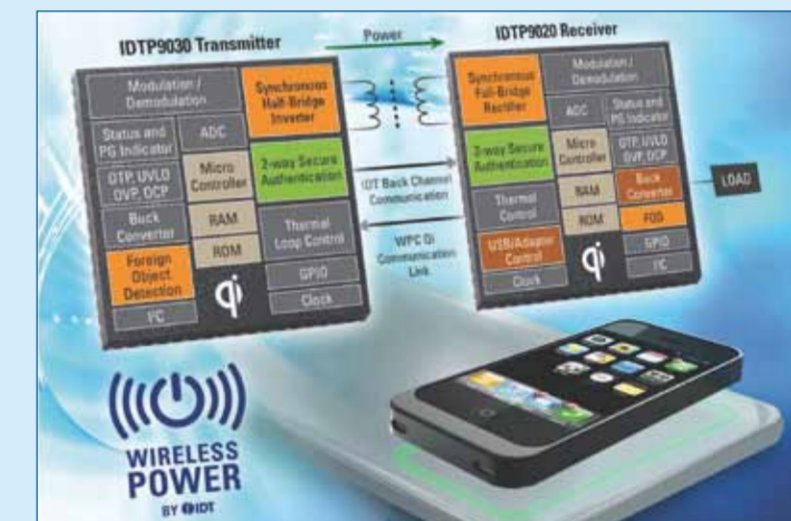 IDTP9030 Transmitter
Power
IDTP9020 Receiver
Modulation /
Demodulation
Synchronous
Half-Bridge
Inverter
Status and
PG Indicator
ADC
OTP, UVLO
OVP, OCP
Micro
Controller
2-way Secure
Authentication
Buck
Convertor
RAM
Thermal
Loop Control
Foreign
Object
Detection
ROM
GPIO
I²C
qi
Clock
IDT Back Channel
Communication
WPC Qi
Communication
Link
Synchronous
Full-Bridge
Rectifier
Modulation /
Demodulation
ADC
Status and
PG Indicator
2-way Secure
Authentication
Micro
Controller
OTP, UVLO
OVP, OCP
Thermal
Control
RAM
Buck
Converter
LOAD
ROM
FOD
USB/Adaptor
Control
qi
GPIO
Clock
I²C
WIRELESS
POWER
BY IDT